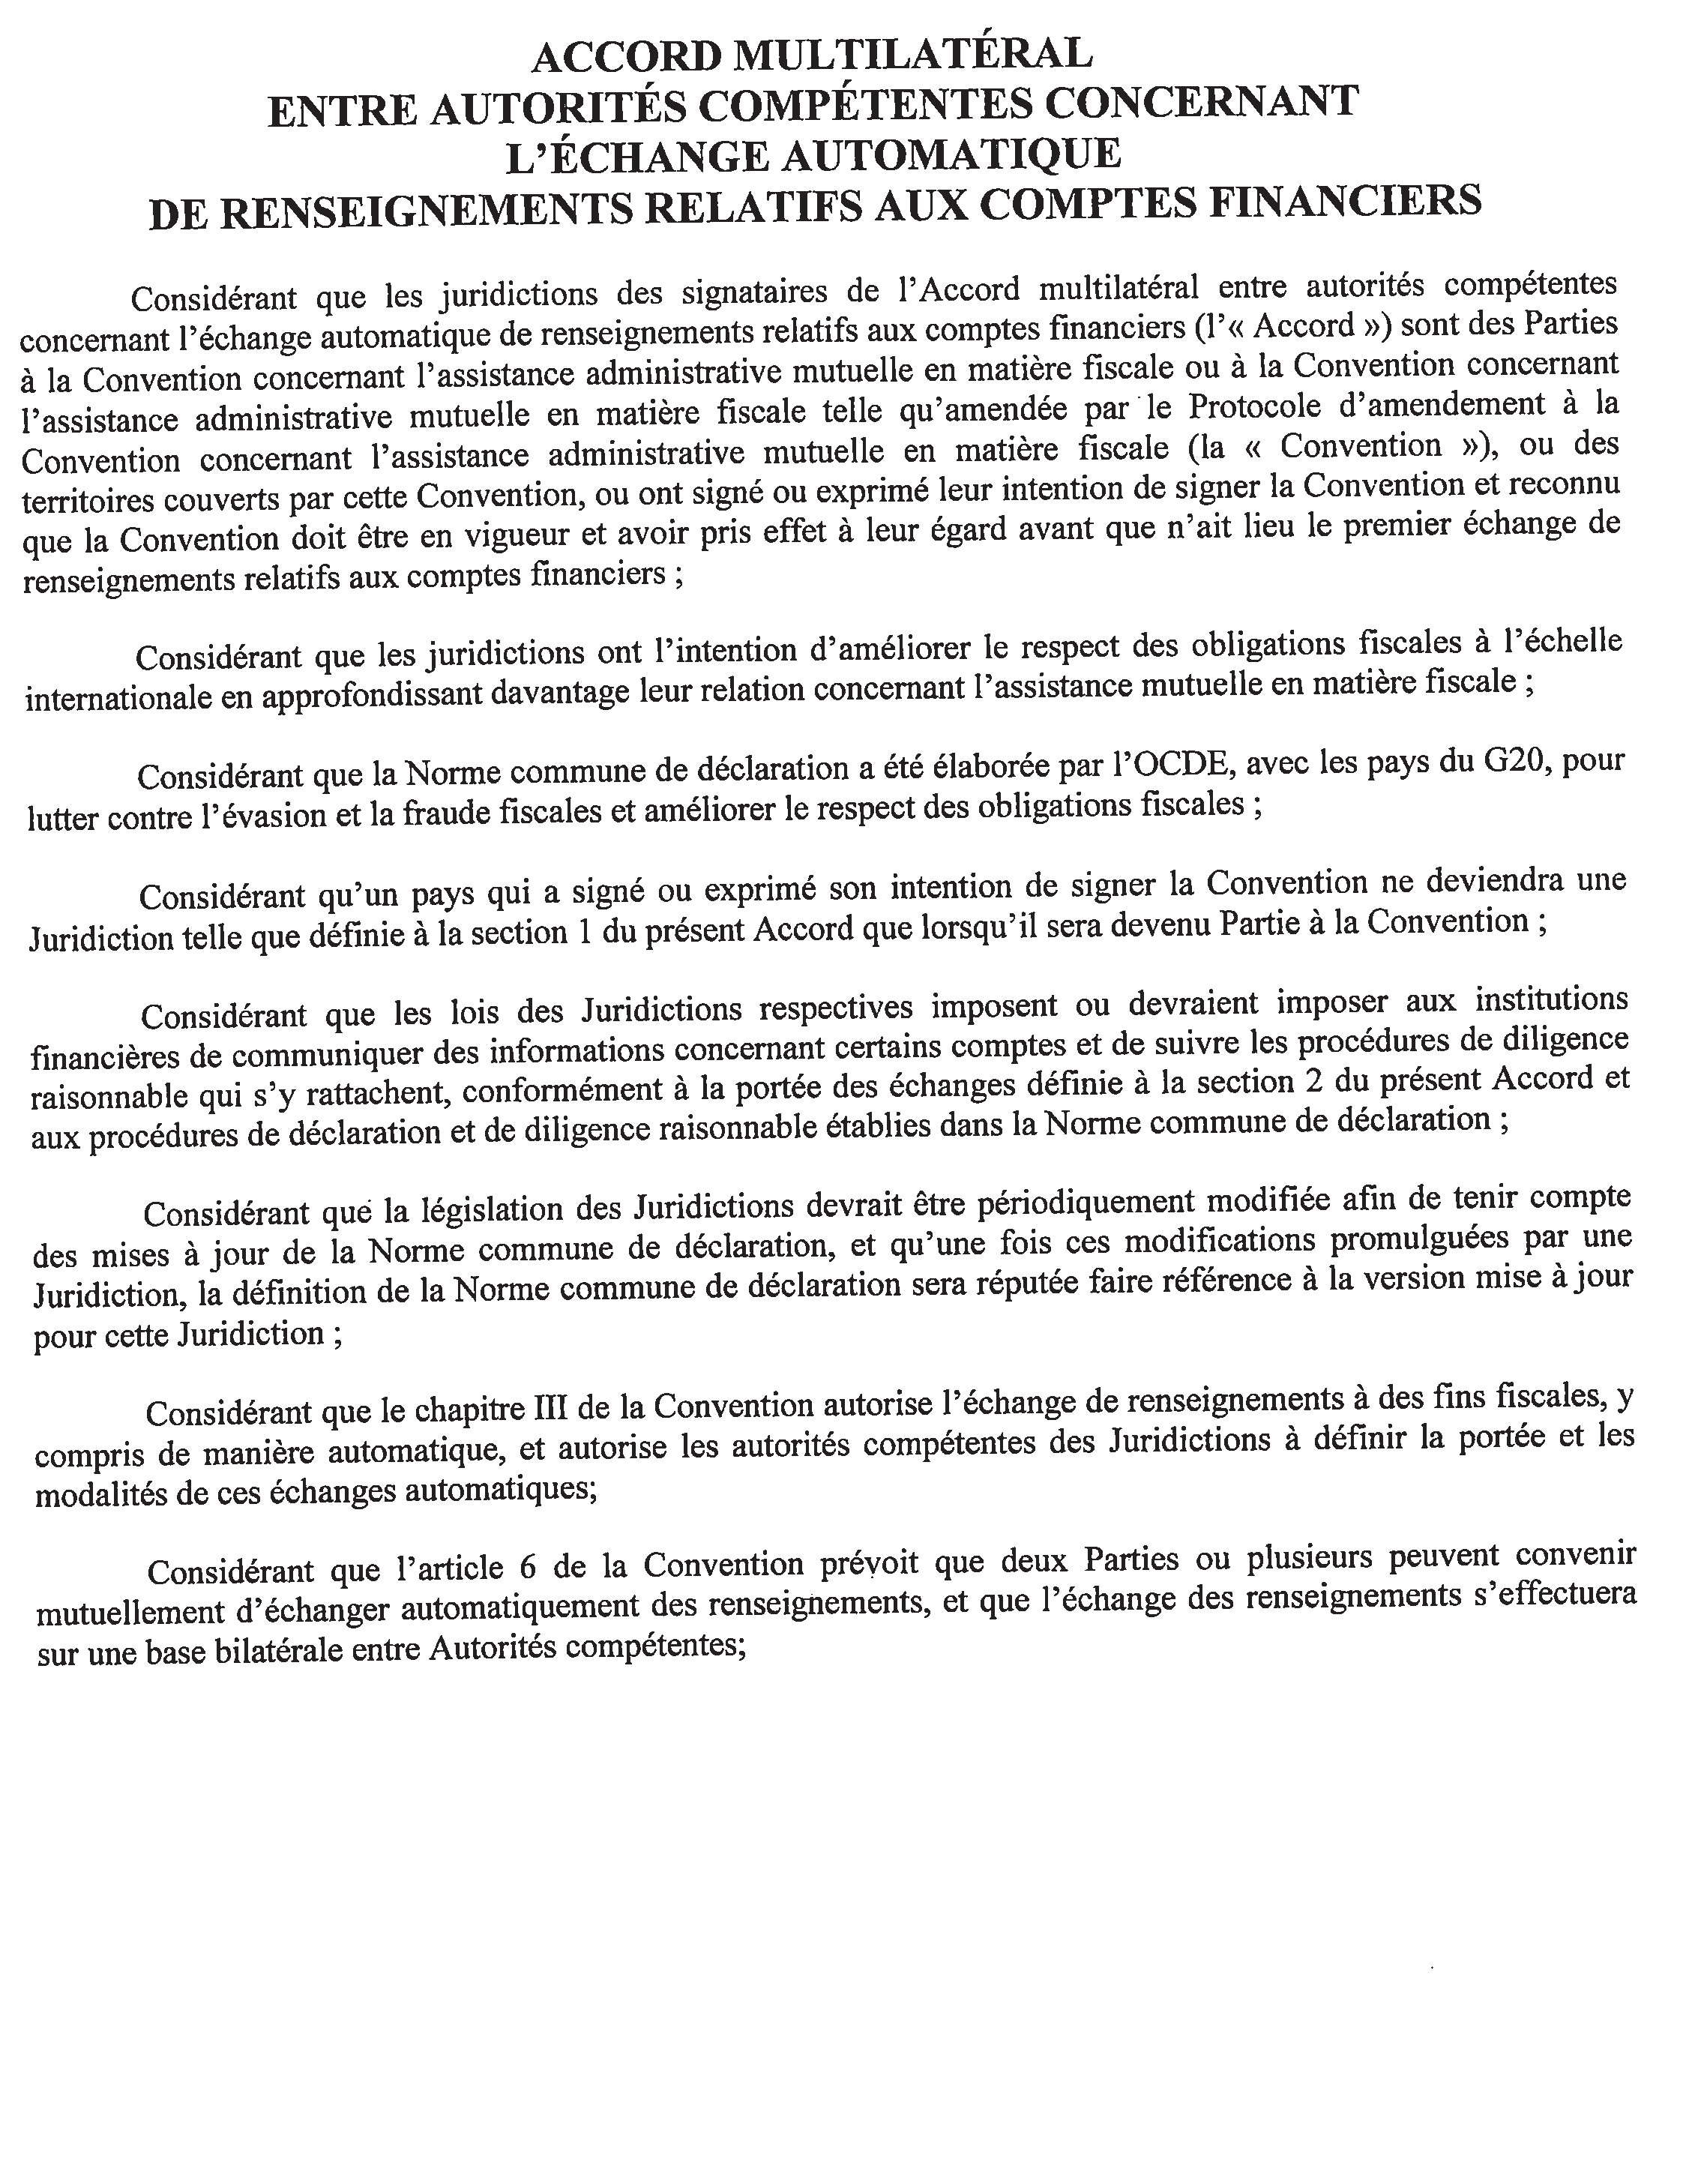 ACCORD MULTILATÉRAL
ENTRE AUTORITÉS COMPÉTENTES CONCERNANT
L'ÉCHANGE AUTOMATIQUE
DE RENSEIGNEMENTS RELATIFS AUX COMPTES FINANCIERS
Considérant que les juridictions des signataires de l'Accord multilatéral entre autorités compétentes
concernant l'échange automatique de renseignements relatifs aux comptes financiers (l'« Accord ») sont des Parties
à la Convention concernant l'assistance administrative mutuelle en matière fiscale ou à la Convention concernant
l'assistance administrative mutuelle en matière fiscale telle qu'amendée par le Protocole d'amendement à la
Convention concernant l'assistance administrative mutuelle en matière fiscale (la « Convention »), ou des
territoires couverts par cette Convention, ou ont signé ou exprimé leur intention de signer la Convention et reconnu
que la Convention doit être en vigueur et avoir pris effet à leur égard avant que n'ait lieu le premier échange de
renseignements relatifs aux comptes financiers ;
Considérant que les juridictions ont l'intention d'améliorer le respect des obligations fiscales à l'échelle
internationale en approfondissant davantage leur relation concernant l'assistance mutuelle en matière fiscale ;
Considérant que la Norme commune de déclaration a été élaborée par l'OCDE, avec les pays du G20, pour
lutter contre l'évasion et la fraude fiscales et améliorer le respect des obligations fiscales ;
Considérant qu'un pays qui a signé ou exprimé son intention de signer la Convention ne deviendra une
Juridiction telle que définie à la section 1 du présent Accord que lorsqu'il sera devenu Partie à la Convention ;
Considérant que les lois des Juridictions respectives imposent ou devraient imposer aux institutions
financières de communiquer des informations concernant certains comptes et de suivre les procédures de diligence
raisonnable qui s'y rattachent, conformément à la portée des échanges définie à la section 2 du présent Accord et
aux procédures de déclaration et de diligence raisonnable établies dans la Norme commune de déclaration ;
Considérant que la législation des Juridictions devrait être périodiquement modifiée afin de tenir compte
des mises à jour de la Norme commune de déclaration, et qu'une fois ces modifications promulguées par une
Juridiction, la définition de la Norme commune de déclaration sera réputée faire référence à la version mise à jour
pour cette Juridiction ;
Considérant que le chapitre III de la Convention autorise l'échange de renseignements à des fins fiscales, y
compris de manière automatique, et autorise les autorités compétentes des Juridictions à définir la portée et les
modalités de ces échanges automatiques;
Considérant que l'article 6 de la Convention prévoit que deux Parties ou plusieurs peuvent convenir
mutuellement d'échanger automatiquement des renseignements, et que l'échange des renseignements s'effectuera
sur une base bilatérale entre Autorités compétentes;